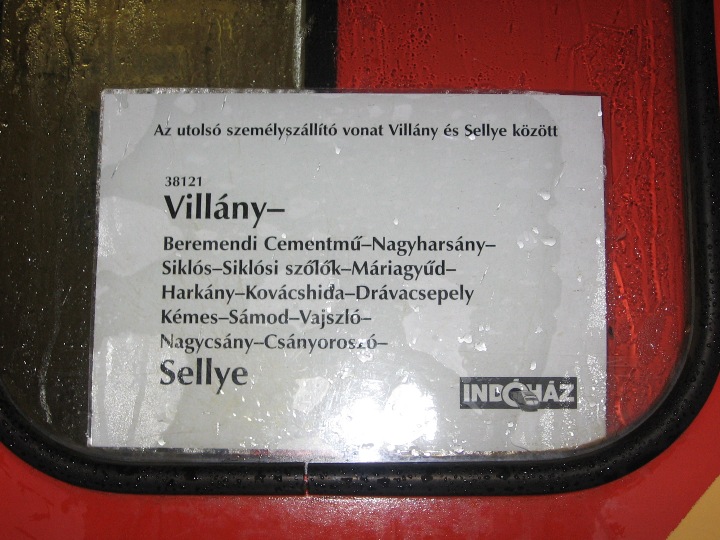 Az utolsó személyszállító vonat Villány és Sellye között
38121
Villány–
Beremendi Cementmű–Nagyharsány–
Siklós–Siklósi szőlők–Máriagyűd–
Harkány–Kovácshida–Drávacsepely
Kémes–Sámod–Vajszló–
Nagycsány–Csányoroszó–
Sellye
INDÓHÁZ